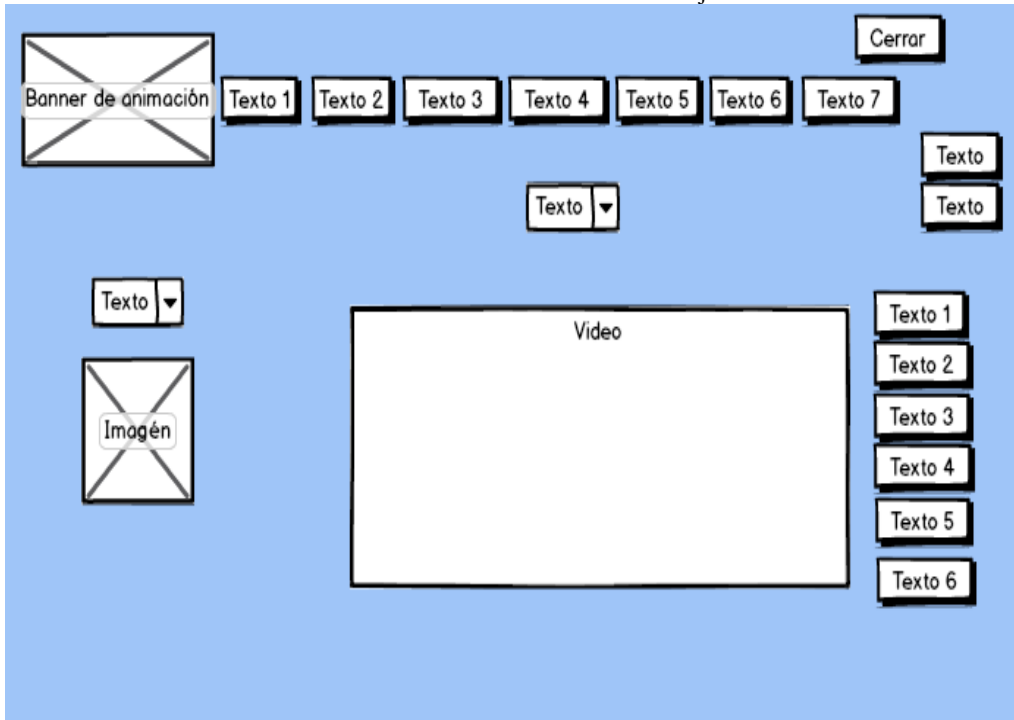 Cerrar
Banner de animación
Texto 1
Texto 2
Texto 3
Texto 4
Texto 5
Texto 6
Texto 7
Texto
Texto
Texto
Texto
Imagén
Video
Texto 1
Texto 2
Texto 3
Texto 4
Texto 5
Texto 6